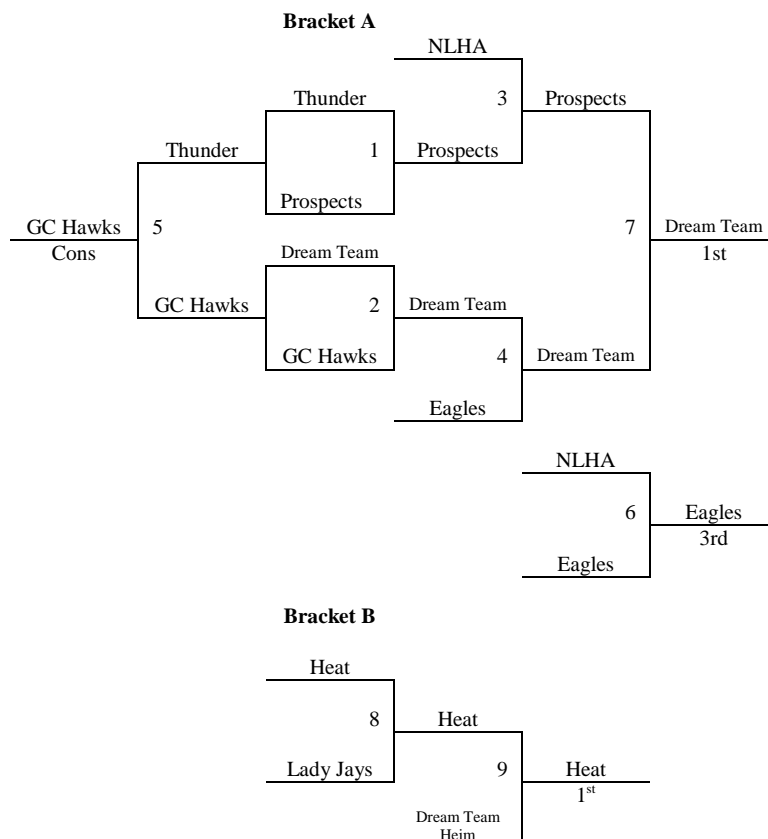 Bracket A
NLHA
Thunder
3
Prospects
Thunder
1
Prospects
Prospects
GC Hawks
5
7
Dream Team
Cons
1st
Dream Team
GC Hawks
2
Dream Team
GC Hawks
4
Dream Team
Eagles
NLHA
6
Eagles
3rd
Eagles
Bracket B
Heat
8
Heat
Lady Jays
9
Heat
1st
Dream Team
Heim